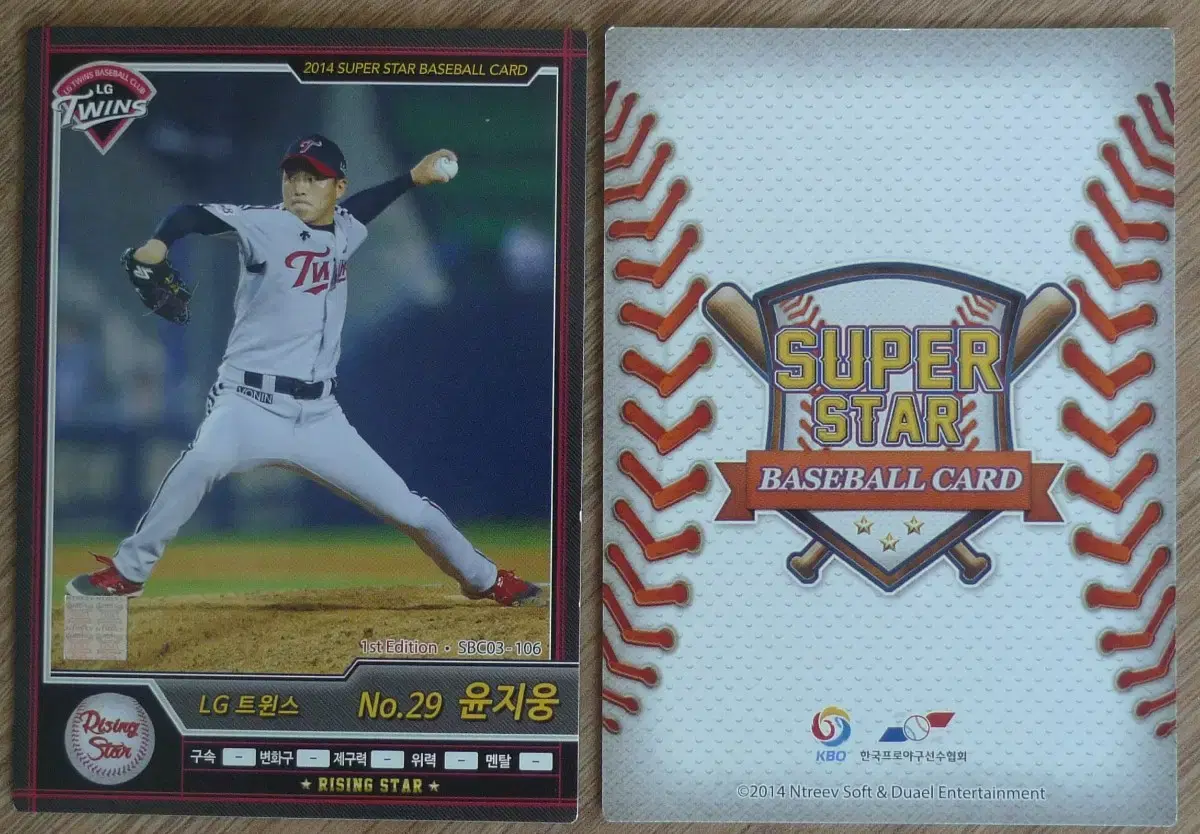 2014 SUPER STAR BASEBALL CARD
LG TWINS BASEBALL CLUB
LG
TWINS
1st Edition • SBC03-106
LG 트윈스 No.29 윤지웅
Rising
Star
구속 - 변화구 - 제구력 - 위력 - 멘탈 -
★ RISING STAR ★
SUPER
STAR
BASEBALL CARD
KBO 한국프로야구선수협회
©2014 Ntreev Soft & Duael Entertainment